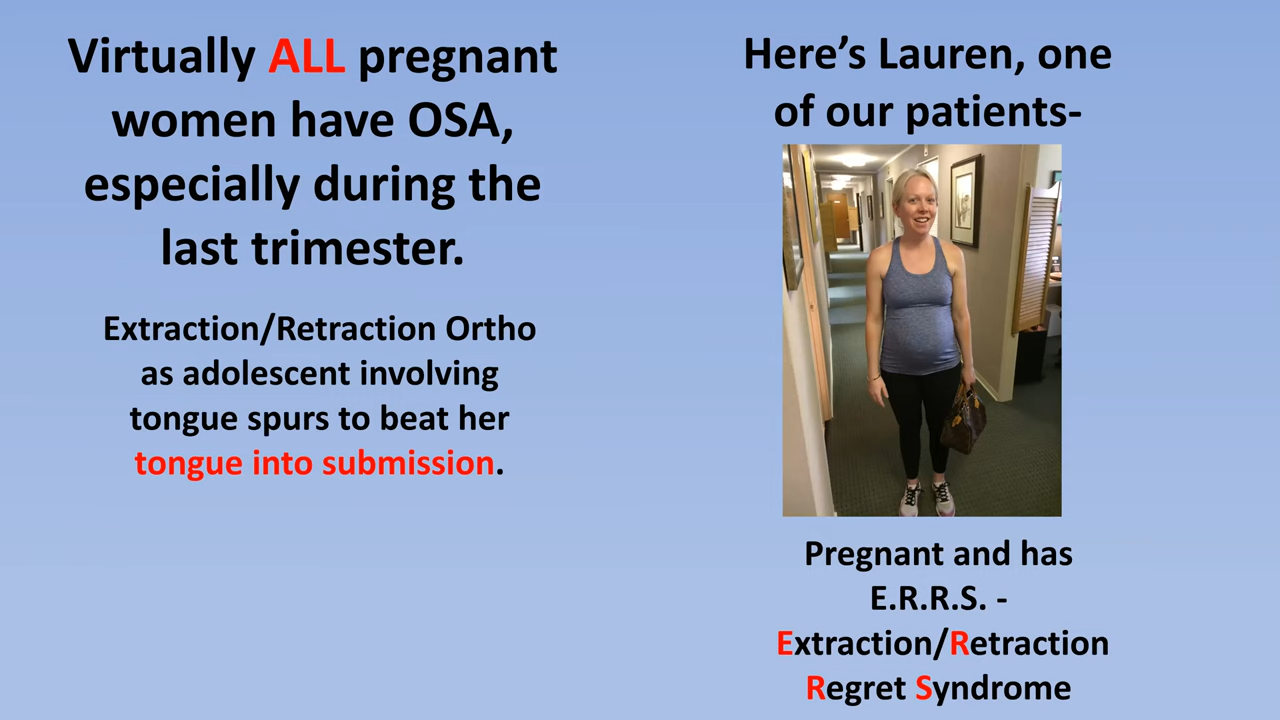 Virtually ALL pregnant
women have OSA,
especially during the
last trimester.
Extraction/Retraction Ortho
as adolescent involving
tongue spurs to beat her
tongue into submission.
Here’s Lauren, one
of our patients-
Pregnant and has
E.R.R.S. -
Extraction/Retraction
Regret Syndrome